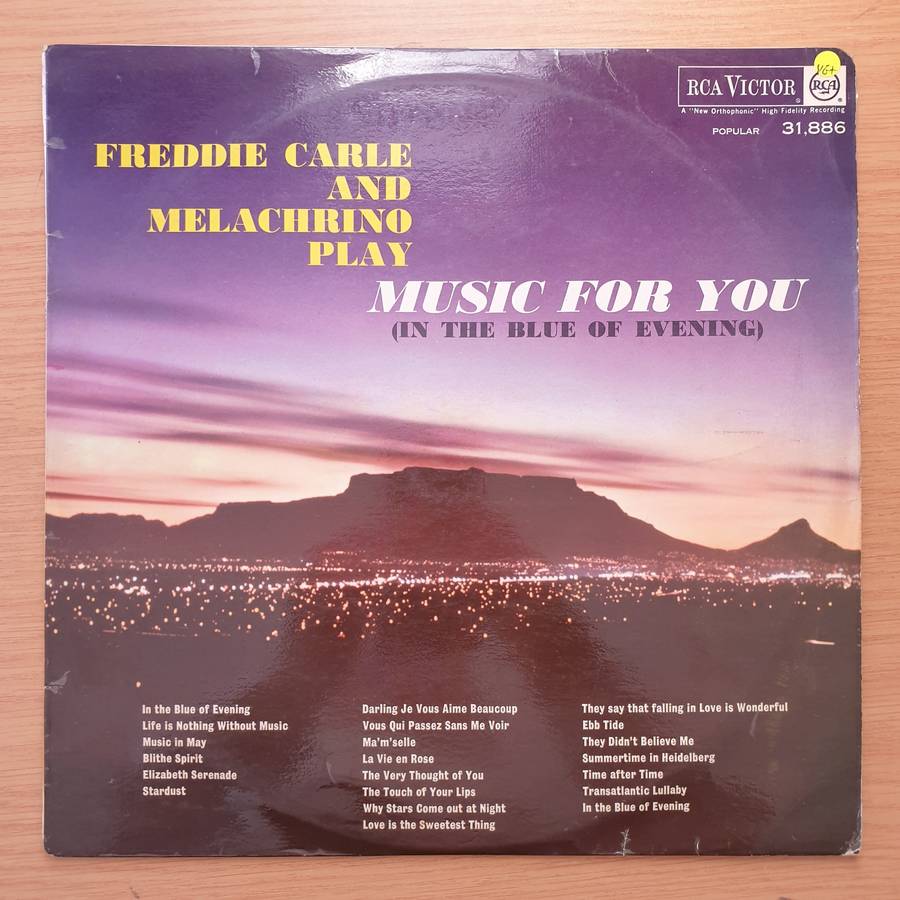 VG+
RCA VICTOR
RCA
A "New Orthophonic" High Fidelity Recording
POPULAR 31,886
FREDDIE CARLE
AND
MELACHRINO
PLAY
MUSIC FOR YOU
(IN THE BLUE OF EVENING)
In the Blue of Evening
Life is Nothing Without Music
Music in May
Blithe Spirit
Elizabeth Serenade
Stardust
Darling Je Vous Aime Beaucoup
Vous Qui Passez Sans Me Voir
Ma'm'selle
La Vie en Rose
The Very Thought of You
The Touch of Your Lips
Why Stars Come out at Night
Love is the Sweetest Thing
They say that falling in Love is Wonderful
Ebb Tide
They Didn't Believe Me
Summertime in Heidelberg
Time after Time
Transatlantic Lullaby
In the Blue of Evening